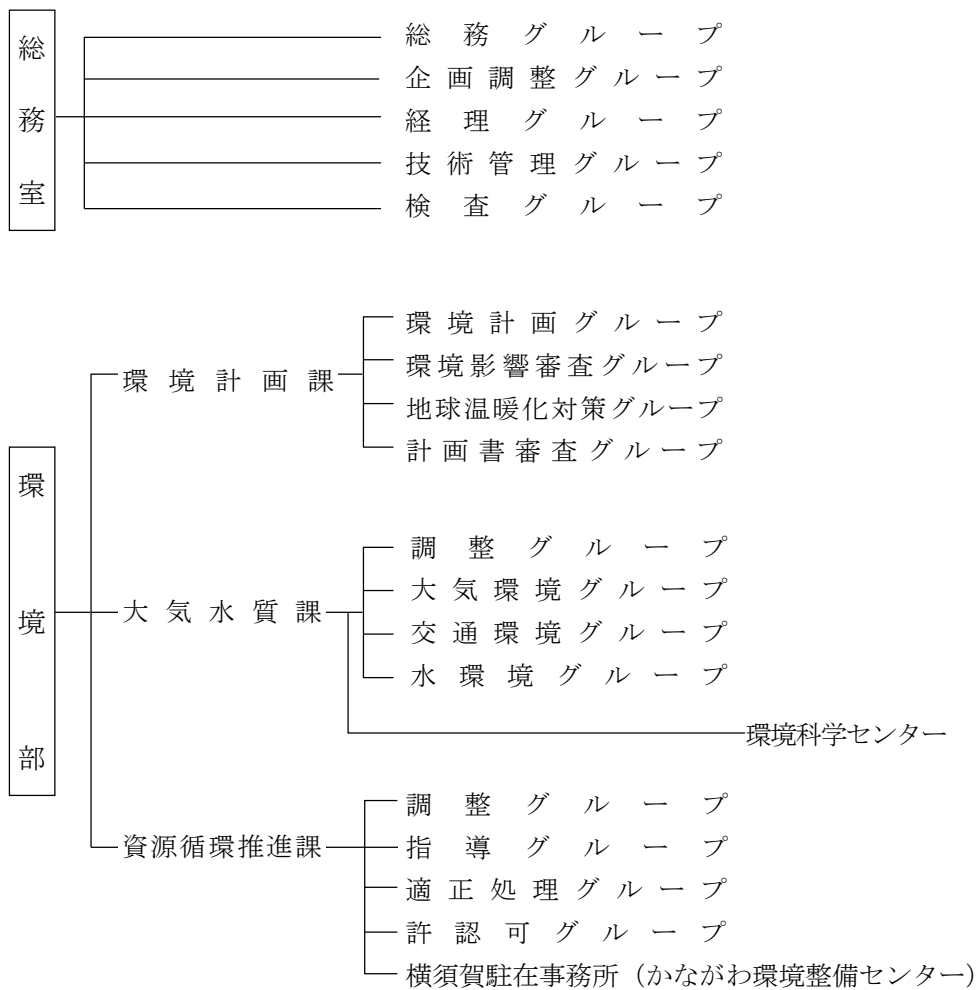 総務室
総務グループ
企画調整グループ
経理グループ
技術管理グループ
検査グループ
環境部
環境計画課
環境計画グループ
環境影響審査グループ
地球温暖化対策グループ
計画書審査グループ
大気水質課
調整グループ
大気環境グループ
交通環境グループ
水環境グループ
環境科学センター
資源循環推進課
調整グループ
指導グループ
適正処理グループ
許認可グループ
横須賀駐在事務所（かながわ環境整備センター）